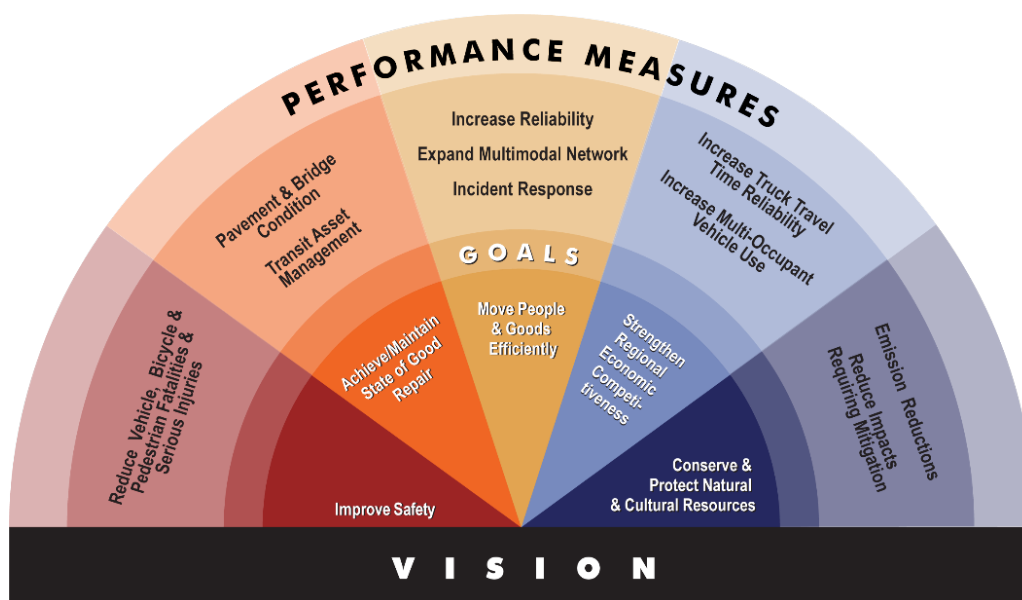 PERFORMANCE MEASURES
Reduce Vehicle, Bicycle &
Pedestrian Fatalities &
Serious Injuries
Pavement & Bridge
Condition
Transit Asset
Management
Increase Reliability
Expand Multimodal Network
Incident Response
Increase Truck Travel
Time Reliability
Increase Multi-Occupant
Vehicle Use
Emission Reductions
Reduce Impacts
Requiring Mitigation
GOALS
Improve Safety
Achieve/Maintain
State of Good
Repair
Move People
& Goods
Efficiently
Strengthen
Regional
Economic
Competi-
tiveness
Conserve &
Protect Natural
& Cultural Resources
VISION